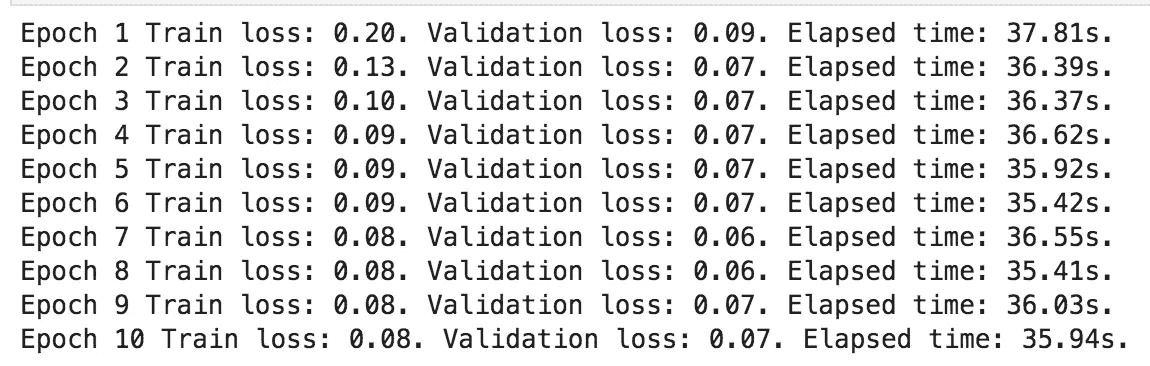 Epoch 1 Train loss: 0.20. Validation loss: 0.09. Elapsed time: 37.81s.
Epoch 2 Train loss: 0.13. Validation loss: 0.07. Elapsed time: 36.39s.
Epoch 3 Train loss: 0.10. Validation loss: 0.07. Elapsed time: 36.37s.
Epoch 4 Train loss: 0.09. Validation loss: 0.07. Elapsed time: 36.62s.
Epoch 5 Train loss: 0.09. Validation loss: 0.07. Elapsed time: 35.92s.
Epoch 6 Train loss: 0.09. Validation loss: 0.07. Elapsed time: 35.42s.
Epoch 7 Train loss: 0.08. Validation loss: 0.06. Elapsed time: 36.55s.
Epoch 8 Train loss: 0.08. Validation loss: 0.06. Elapsed time: 35.41s.
Epoch 9 Train loss: 0.08. Validation loss: 0.07. Elapsed time: 36.03s.
Epoch 10 Train loss: 0.08. Validation loss: 0.07. Elapsed time: 35.94s.